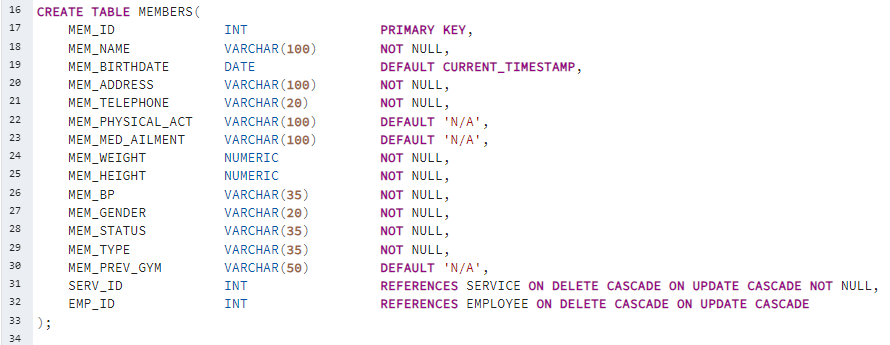 16 CREATE TABLE MEMBERS(
17 MEM_ID INT PRIMARY KEY,
18 MEM_NAME VARCHAR(100) NOT NULL,
19 MEM_BIRTHDATE DATE DEFAULT CURRENT_TIMESTAMP,
20 MEM_ADDRESS VARCHAR(100) NOT NULL,
21 MEM_TELEPHONE VARCHAR(20) NOT NULL,
22 MEM_PHYSICAL_ACT VARCHAR(100) DEFAULT 'N/A',
23 MEM_MED_AILMENT VARCHAR(100) DEFAULT 'N/A',
24 MEM_WEIGHT NUMERIC NOT NULL,
25 MEM_HEIGHT NUMERIC NOT NULL,
26 MEM_BP VARCHAR(35) NOT NULL,
27 MEM_GENDER VARCHAR(20) NOT NULL,
28 MEM_STATUS VARCHAR(35) NOT NULL,
29 MEM_TYPE VARCHAR(35) NOT NULL,
30 MEM_PREV_GYM VARCHAR(50) DEFAULT 'N/A',
31 SERV_ID INT REFERENCES SERVICE ON DELETE CASCADE ON UPDATE CASCADE NOT NULL,
32 EMP_ID INT REFERENCES EMPLOYEE ON DELETE CASCADE ON UPDATE CASCADE
33 );
34